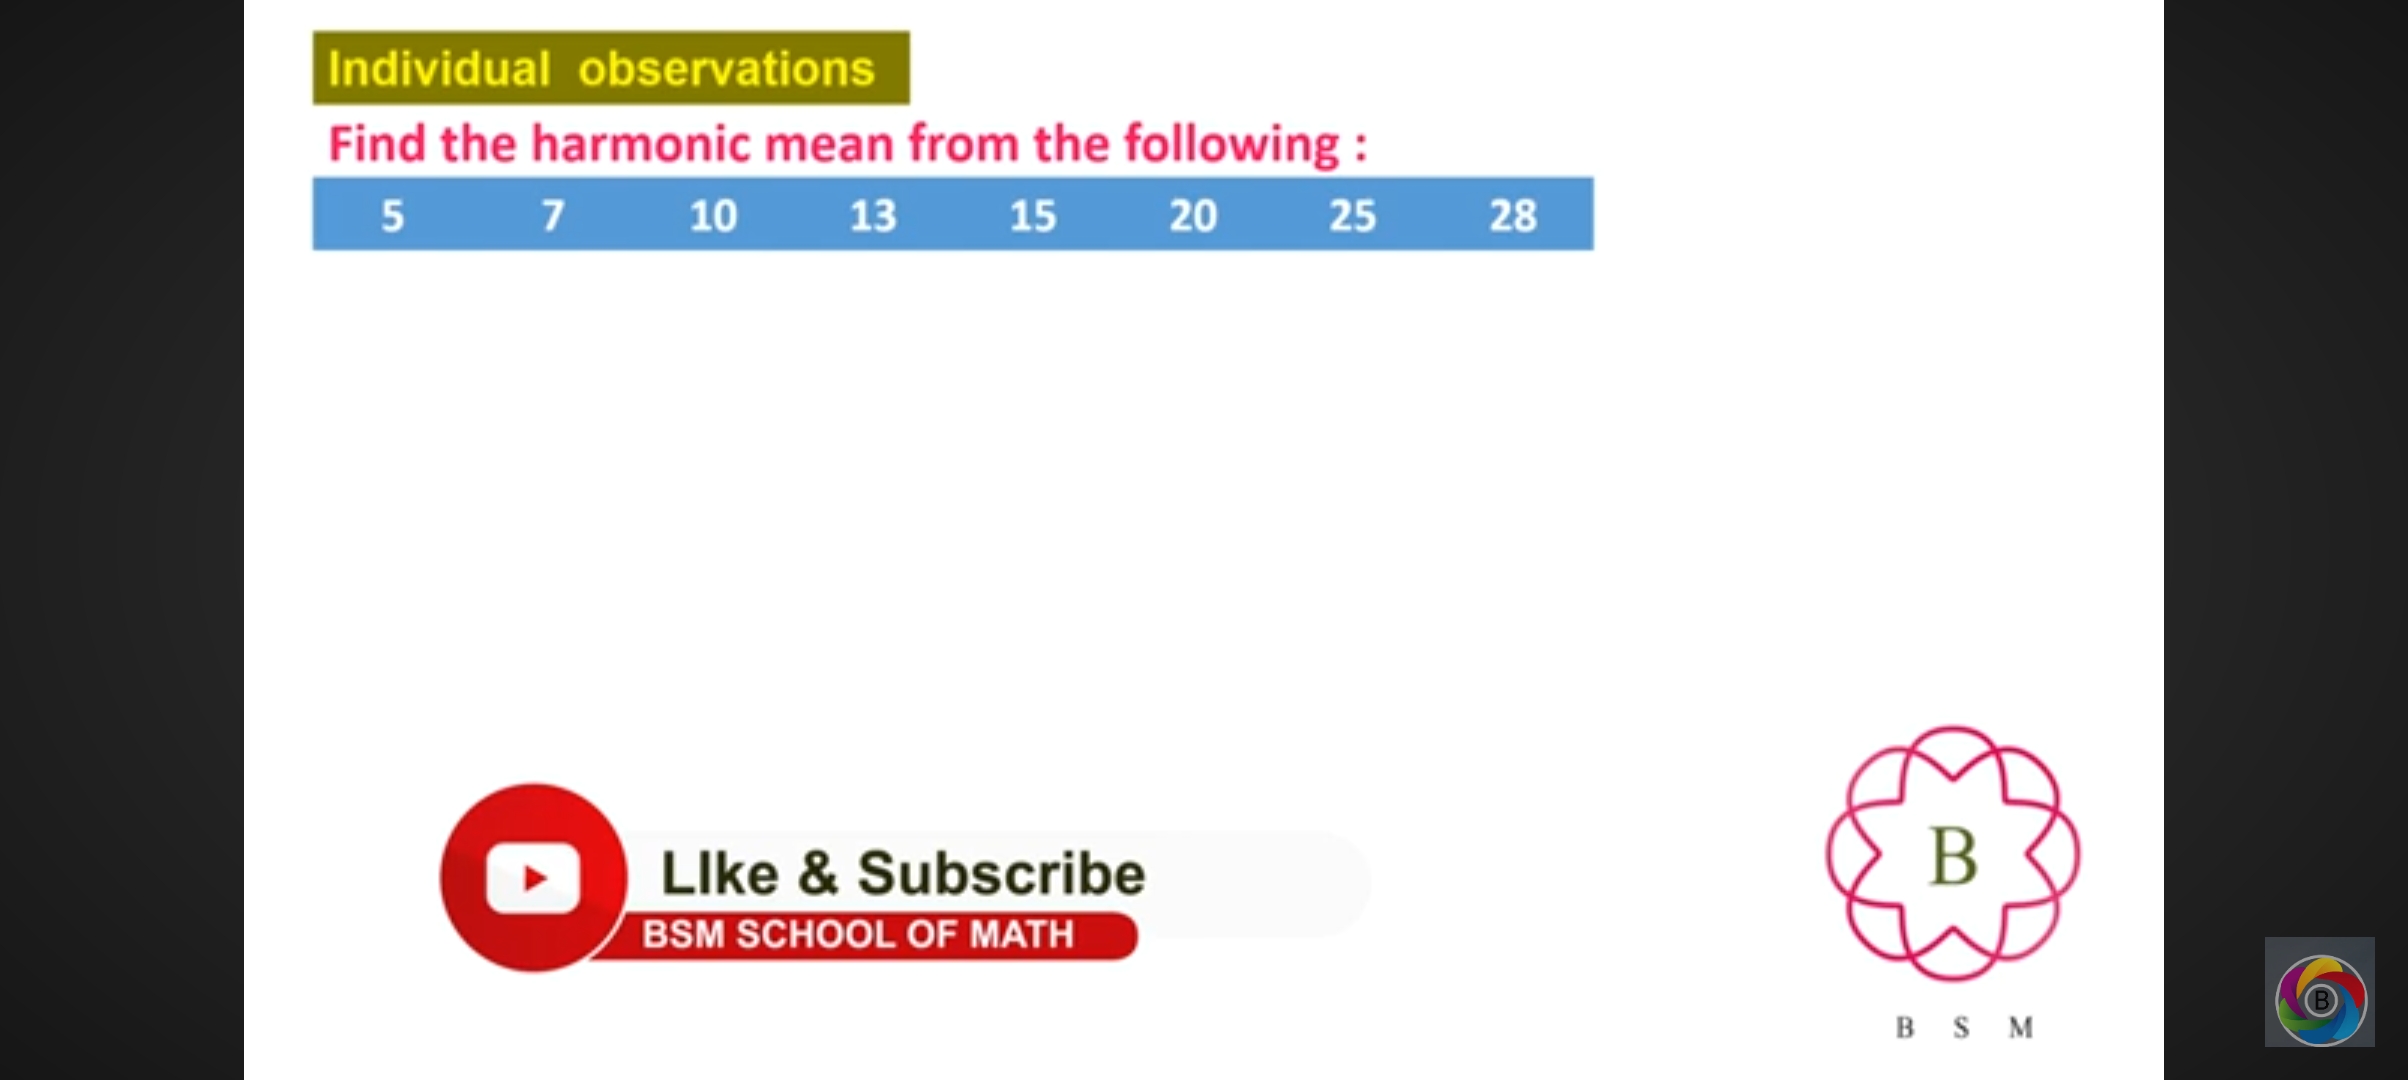 Individual observations
Find the harmonic mean from the following :
5 7 10 13 15 20 25 28
LIke & Subscribe
BSM SCHOOL OF MATH
B
B S M
B